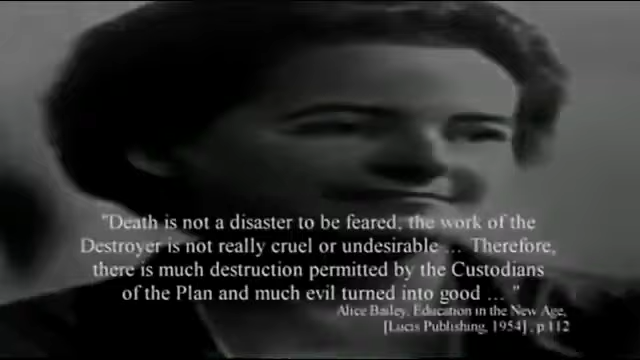 "Death is not a disaster to be feared, the work of the
Destroyer is not really cruel or undesirable ... Therefore,
there is much destruction permitted by the Custodians
of the Plan and much evil turned into good ... "
Alice Bailey, Education in the New Age,
[Lucis Publishing, 1954] , p.112